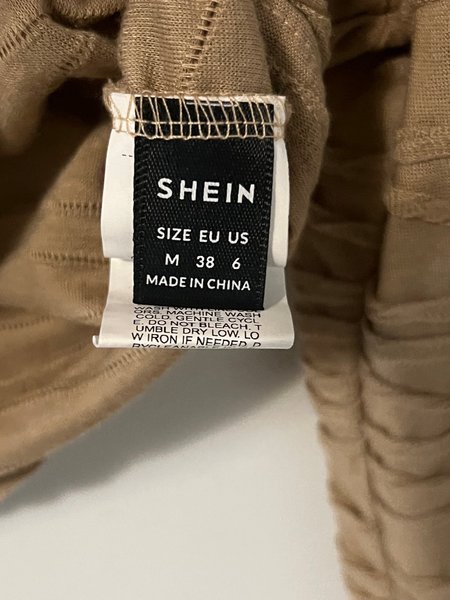 SHEIN
SIZE EU US
M 38 6
MADE IN CHINA
ORS. MACHINE WASH
COLD. GENTLE CYCL
E. DO NOT BLEACH. T
UMBLE DRY LOW. LO
W IRON IF NEEDED. D